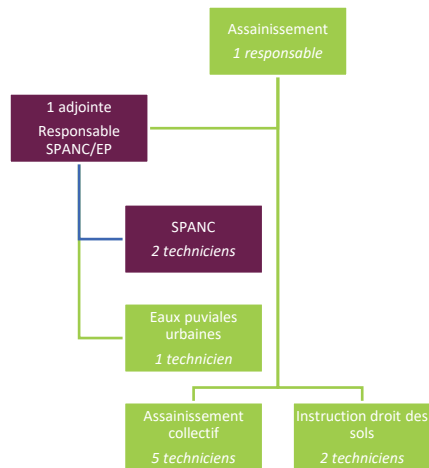 Assainissement
1 responsable
1 adjointe
Responsable
SPANC/EP
SPANC
2 techniciens
Eaux puviales
urbaines
1 technicien
Assainissement
collectif
5 techniciens
Instruction droit des
sols
2 techniciens